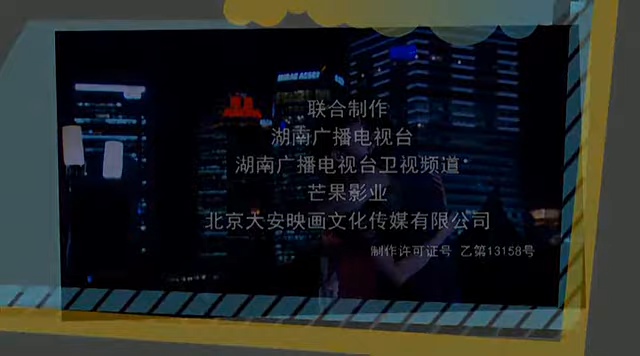 联合制作
湖南广播电视台
湖南广播电视台卫视频道
芒果影业
北京大安映画文化传媒有限公司
制作许可证号 乙第13158号